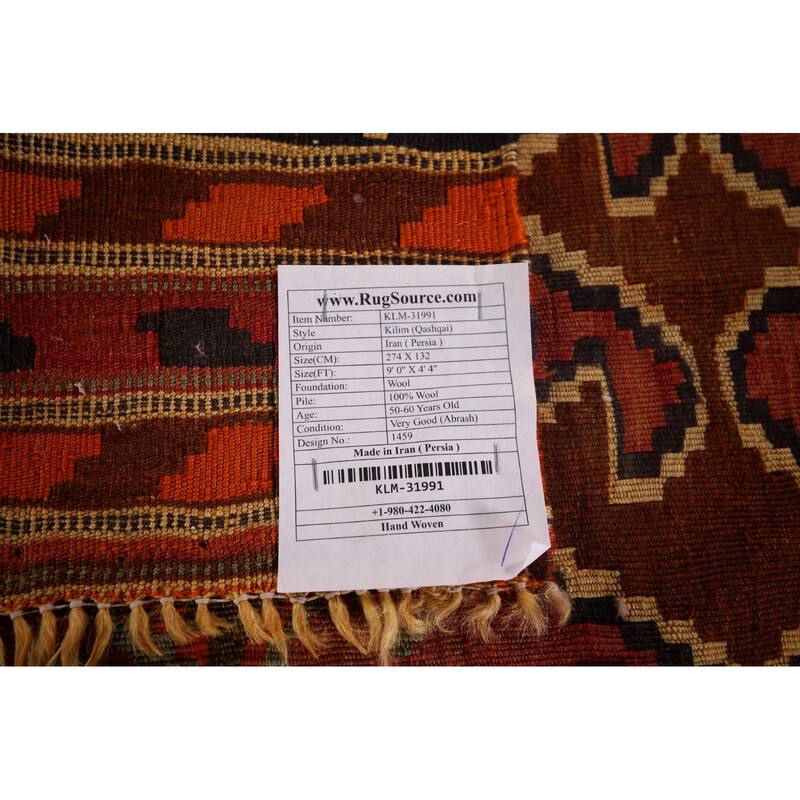 www.RugSource.com
Item Number: KLM-31991
Style Kilim (Qashqai)
Origin Iran ( Persia )
Size(CM): 274 X 132
Size(FT): 9' 0" X 4' 4"
Foundation: Wool
Pile: 100% Wool
Age: 50-60 Years Old
Condition: Very Good (Abrash)
Design No.: 1459
Made in Iran ( Persia )
KLM-31991
+1-980-422-4080
Hand Woven